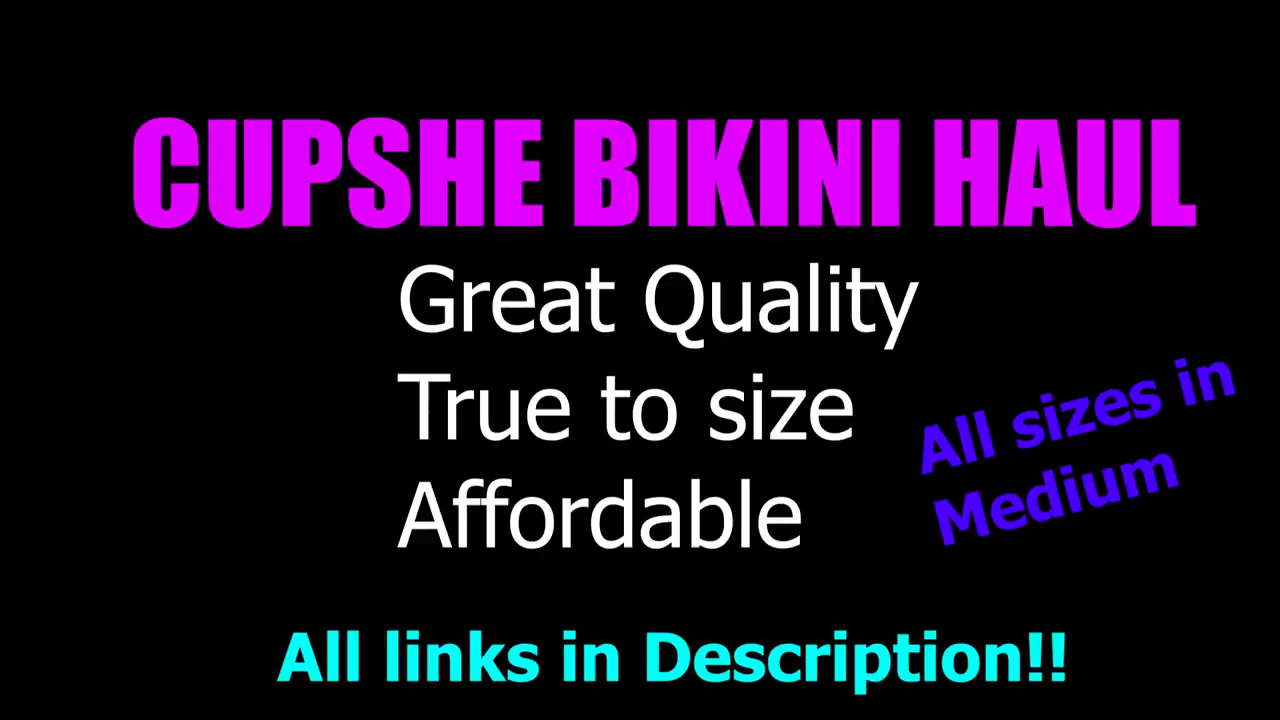 CUPSHE BIKINI HAUL
Great Quality
True to size
Affordable
All sizes in
Medium
All links in Description!!